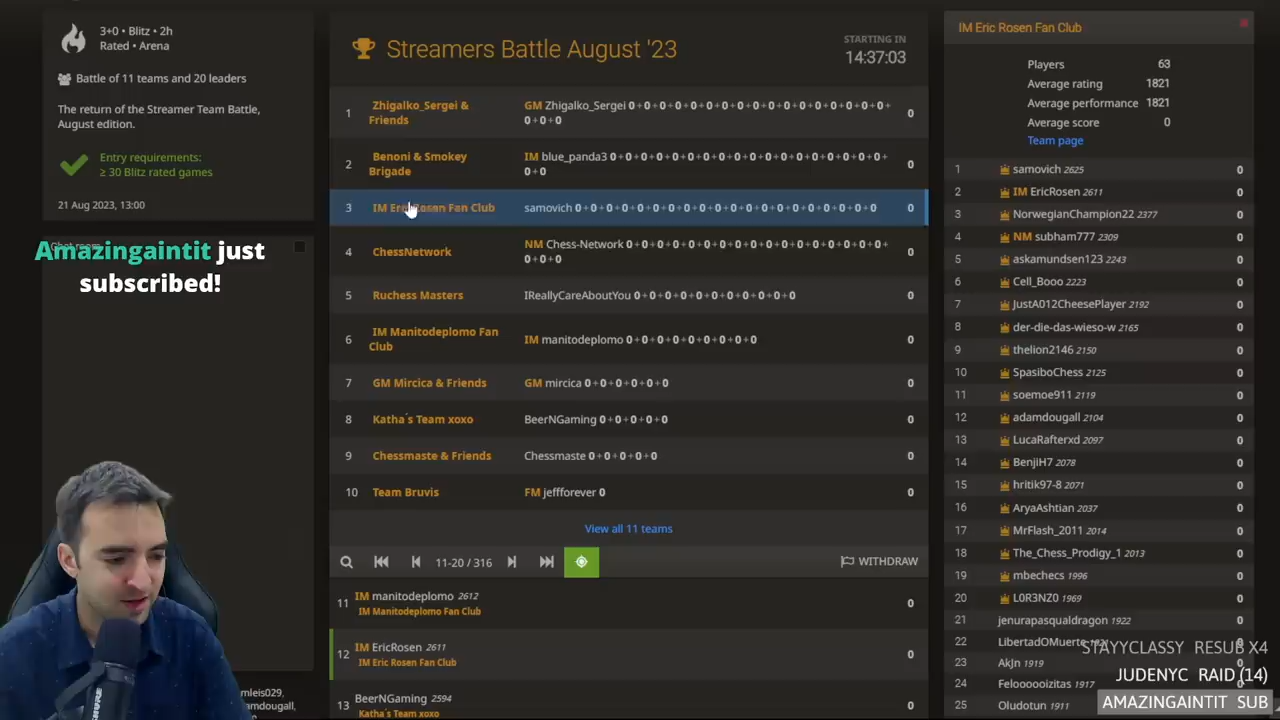 3+0 • Blitz • 2h
Rated • Arena
Battle of 11 teams and 20 leaders
The return of the Streamer Team Battle,
August edition.
Entry requirements:
≥ 30 Blitz rated games
21 Aug 2023, 13:00
Amazingaintit just
subscribed!
mleis029,
amdougall,
Streamers Battle August '23
STARTING IN
14:37:03
1 Zhigalko_Sergei & Friends GM Zhigalko_Sergei 0+0+0+0+0+0+0+0+0+0+0+0+0+0+0+0+0+
0+0+0 0
2 Benoni & Smokey Brigade IM blue_panda3 0+0+0+0+0+0+0+0+0+0+0+0+0+0+0+0+0+0+
0+0 0
3 IM Eric Rosen Fan Club samovich 0+0+0+0+0+0+0+0+0+0+0+0+0+0+0+0+0+0+0+0 0
4 ChessNetwork NM Chess-Network 0+0+0+0+0+0+0+0+0+0+0+0+0+0+0+0+0+
0+0+0 0
5 Ruchess Masters IReallyCareAboutYou 0+0+0+0+0+0+0+0+0+0+0 0
6 IM Manitodeplomo Fan Club IM manitodeplomo 0+0+0+0+0+0+0+0+0 0
7 GM Mircica & Friends GM mircica 0+0+0+0+0+0 0
8 Katha´s Team xoxo BeerNGaming 0+0+0+0+0 0
9 Chessmaste & Friends Chessmaste 0+0+0+0+0 0
10 Team Bruvis FM jeffforever 0 0
View all 11 teams
11-20 / 316
WITHDRAW
11 IM manitodeplomo 2612 0
IM Manitodeplomo Fan Club
12 IM EricRosen 2611 0
IM Eric Rosen Fan Club
13 BeerNGaming 2594 0
Katha´s Team xoxo
IM Eric Rosen Fan Club
Players 63
Average rating 1821
Average performance 1821
Average score 0
Team page
1 samovich 2625 0
2 IM EricRosen 2611 0
3 NorwegianChampion22 2377 0
4 NM subham777 2309 0
5 askamundsen123 2243 0
6 Cell_Booo 2223 0
7 JustA012CheesePlayer 2192 0
8 der-die-das-wieso-w 2165 0
9 thelion2146 2150 0
10 SpasiboChess 2125 0
11 soemoe911 2119 0
12 adamdougall 2104 0
13 LucaRafterxd 2097 0
14 BenjiH7 2078 0
15 hritik97-8 2071 0
16 AryaAshtian 2037 0
17 MrFlash_2011 2014 0
18 The_Chess_Prodigy_1 2013 0
19 mbechecs 1996 0
20 L0R3NZ0 1969 0
21 jenurapasqualdragon 1922 0
22 LibertadOMuerte 0
23 AkJn 1919
24 Feloooooizitas 1917
25 Oludotun 1911
STAYYCLASSY RESUB X4
JUDENYC RAID (14)
AMAZINGAINTIT SUB